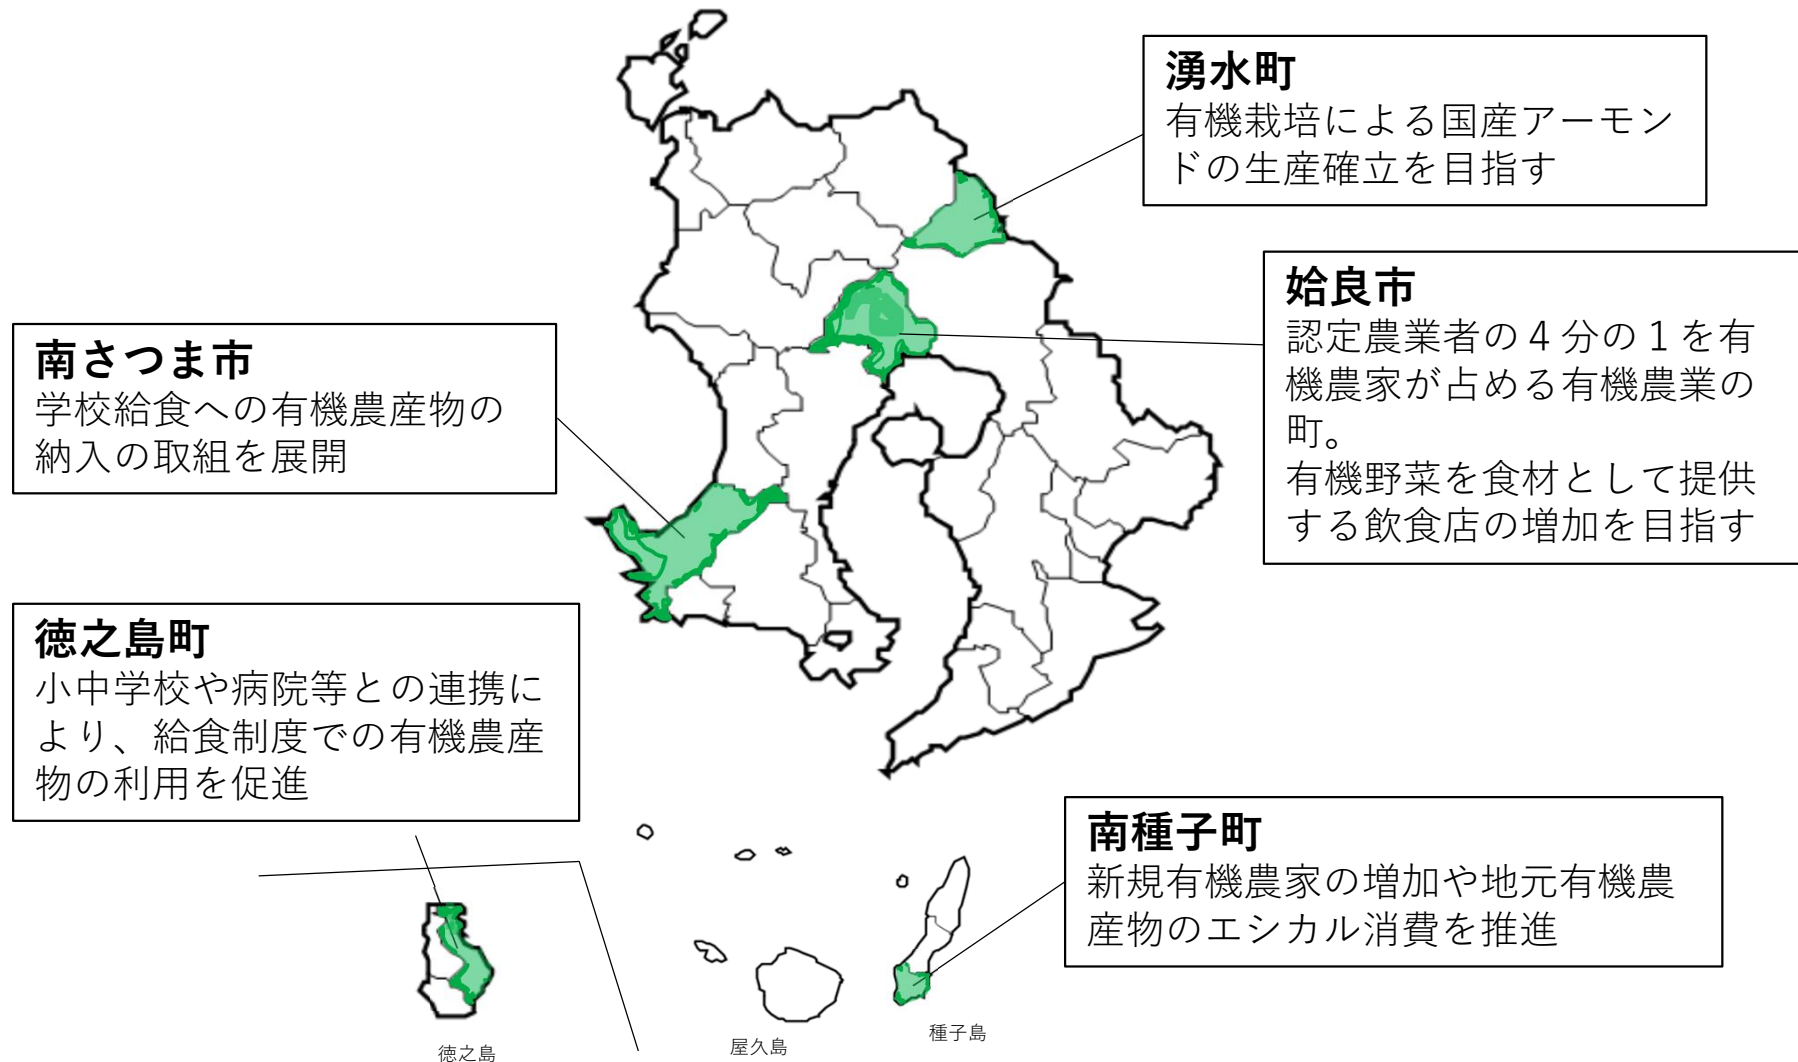 湧水町
有機栽培による国産アーモン
ドの生産確立を目指す
姶良市
認定農業者の４分の１を有
機農家が占める有機農業の
町。
有機野菜を食材として提供
する飲食店の増加を目指す
南さつま市
学校給食への有機農産物の
納入の取組を展開
徳之島町
小中学校や病院等との連携に
より、給食制度での有機農産
物の利用を促進
南種子町
新規有機農家の増加や地元有機農
産物のエシカル消費を推進
徳之島
屋久島
種子島